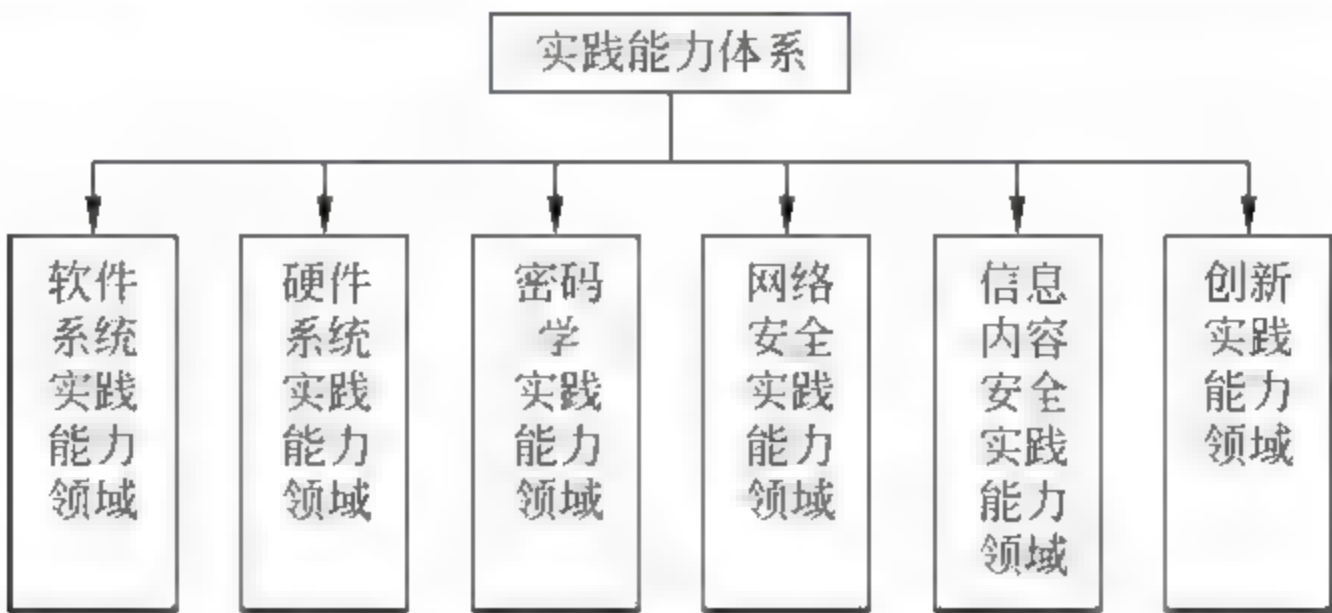 实践能力体系
软件
系统
实践
能力
领域
硬件
系统
实践
能力
领域
密码
学
实践
能力
领域
网络
安全
实践
能力
领域
信息
内容
安全
实践
能力
领域
创新
实践
能力
领域